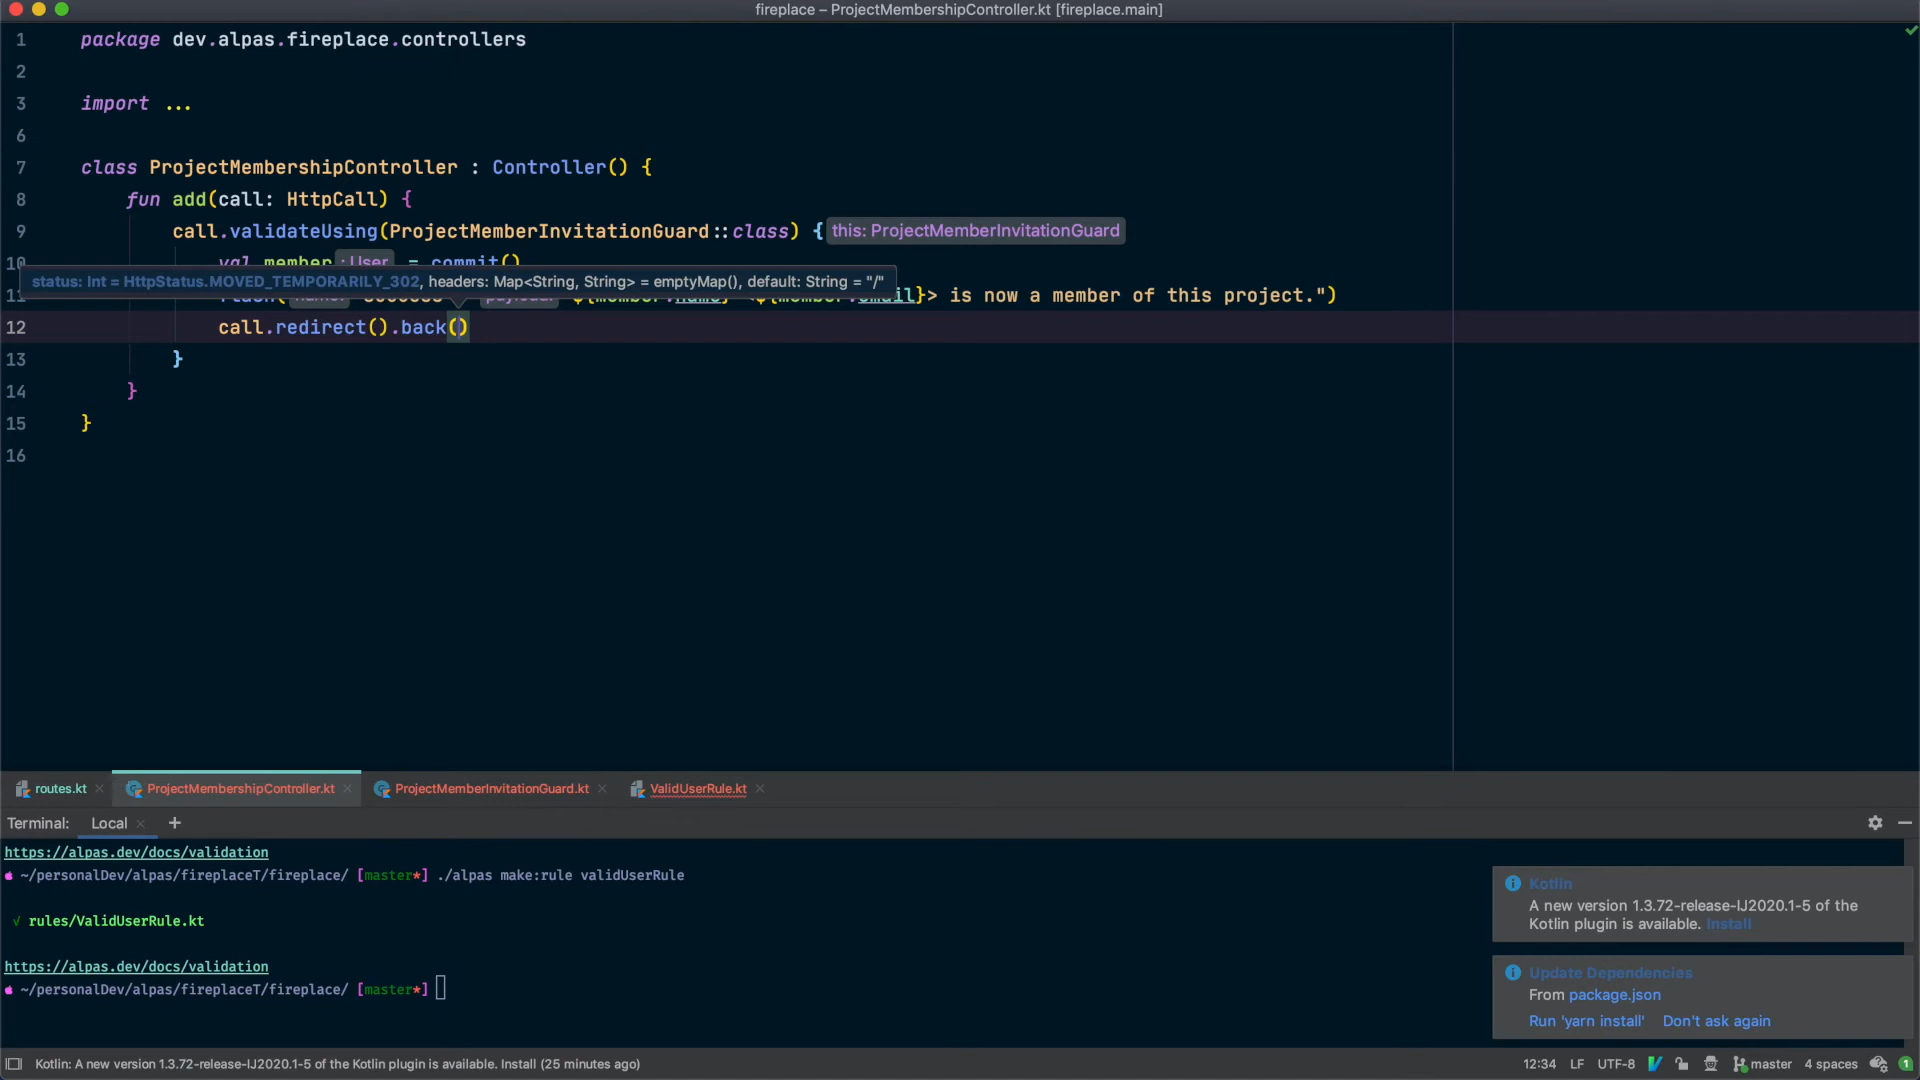 fireplace – ProjectMembershipController.kt [fireplace.main]
1 package dev.alpas.fireplace.controllers
2
3 import ...
6
7 class ProjectMembershipController : Controller() {
8 fun add(call: HttpCall) {
9 call.validateUsing(ProjectMemberInvitationGuard::class) { this: ProjectMemberInvitationGuard
10 val member : User = commit()
status: Int = HttpStatus.MOVED_TEMPORARILY_302, headers: Map<String, String> = emptyMap(), default: String = "/"
11 > is now a member of this project.")
12 call.redirect().back()
13 }
14 }
15 }
16
routes.kt ProjectMembershipController.kt ProjectMemberInvitationGuard.kt ValidUserRule.kt
Terminal: Local +
https://alpas.dev/docs/validation
~/personalDev/alpas/fireplaceT/fireplace/ [master*] ./alpas make:rule validUserRule
√ rules/ValidUserRule.kt
https://alpas.dev/docs/validation
~/personalDev/alpas/fireplaceT/fireplace/ [master*]
Kotlin
A new version 1.3.72-release-IJ2020.1-5 of the
Kotlin plugin is available. Install
Update Dependencies
From package.json
Run 'yarn install' Don't ask again
Kotlin: A new version 1.3.72-release-IJ2020.1-5 of the Kotlin plugin is available. Install (25 minutes ago)
12:34 LF UTF-8 master 4 spaces 1